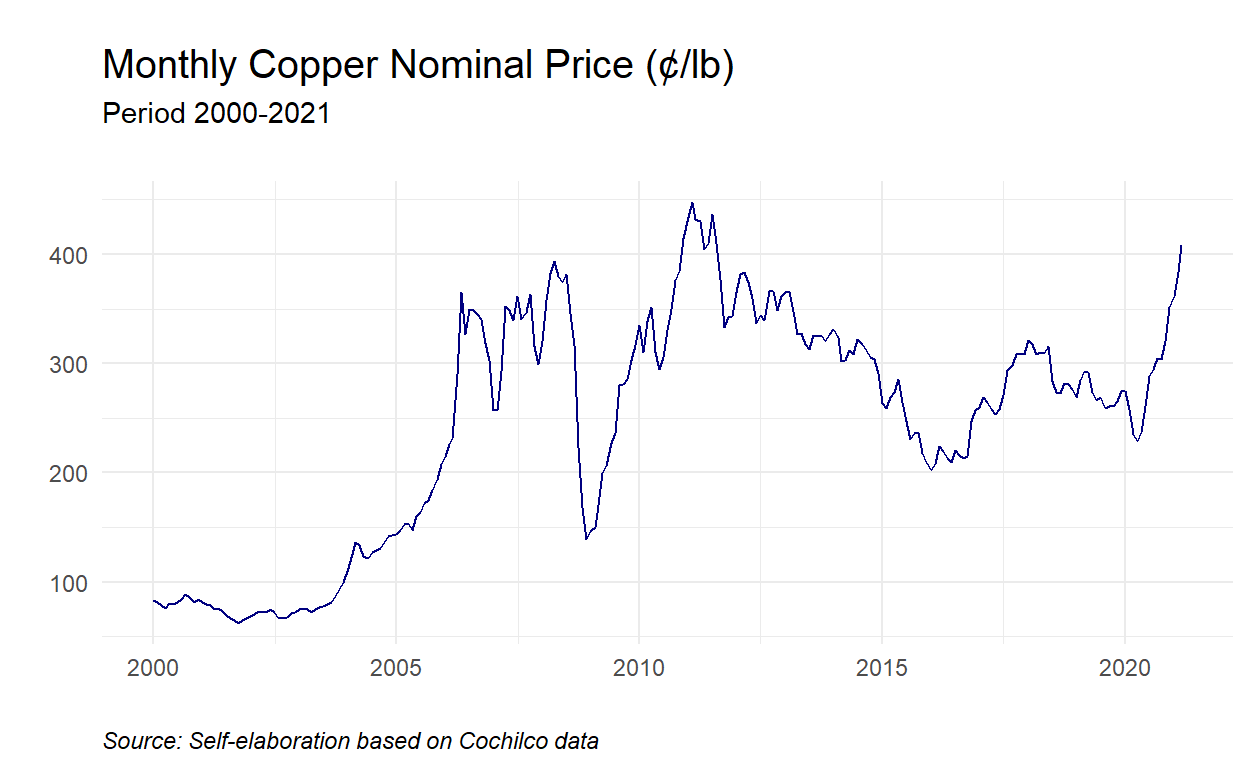 Monthly Copper Nominal Price (¢/lb)
Period 2000-2021
400
300
200
100
2000 2005 2010 2015 2020
Source: Self-elaboration based on Cochilco data